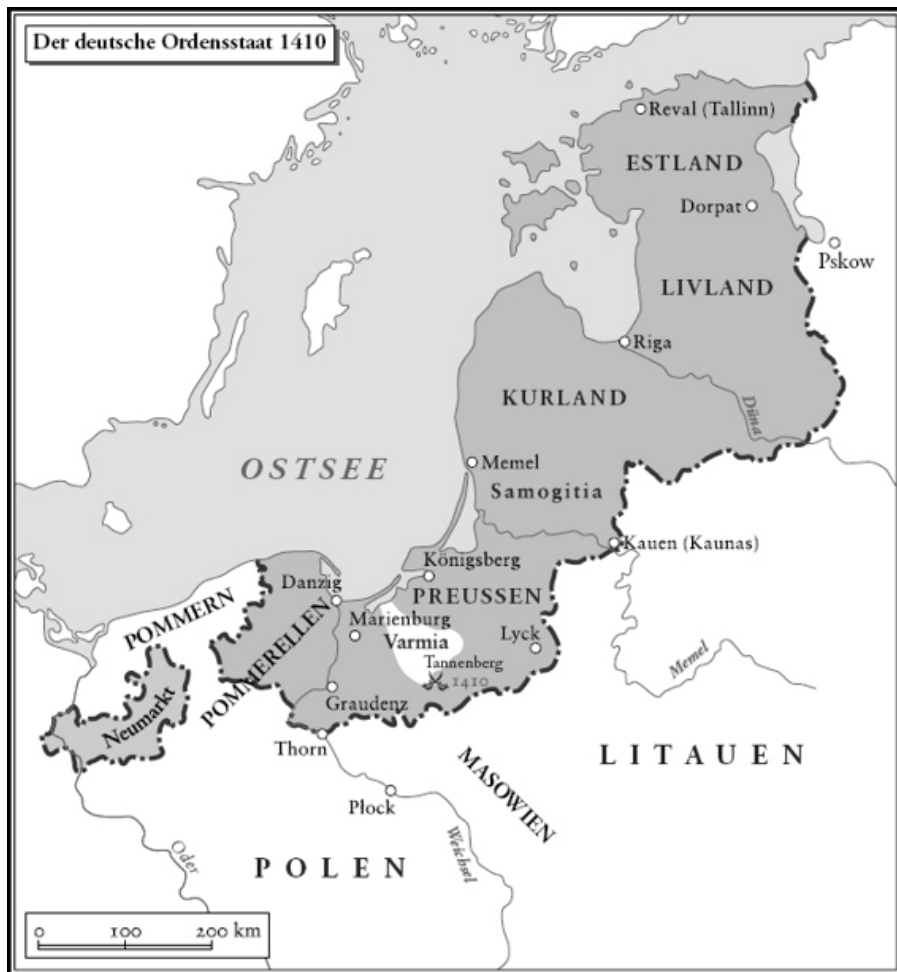 Der deutsche Ordensstaat 1410
Reval (Tallinn)
ESTLAND
Dorpat
Pskow
LIVLAND
Riga
KURLAND
Düna
OSTSEE
Memel
Samogitia
Kauen (Kaunas)
Königsberg
Danzig
PREUSSEN
POMMERN
POMMERELLEN
Marienburg
Varmia
Lyck
Tannenberg
1410
Memel
Neumarkt
Graudenz
Thorn
LITAUEN
MASOWIEN
Płock
Weichsel
Oder
POLEN
0 100 200 km